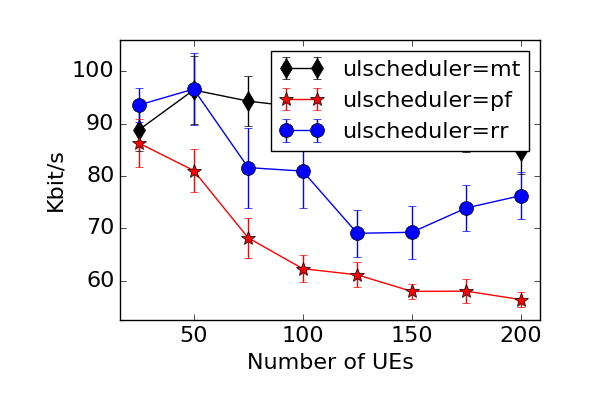 100
90
80
70
60
Kbit/s
ulscheduler=mt
ulscheduler=pf
ulscheduler=rr
50
100
150
200
Number of UEs